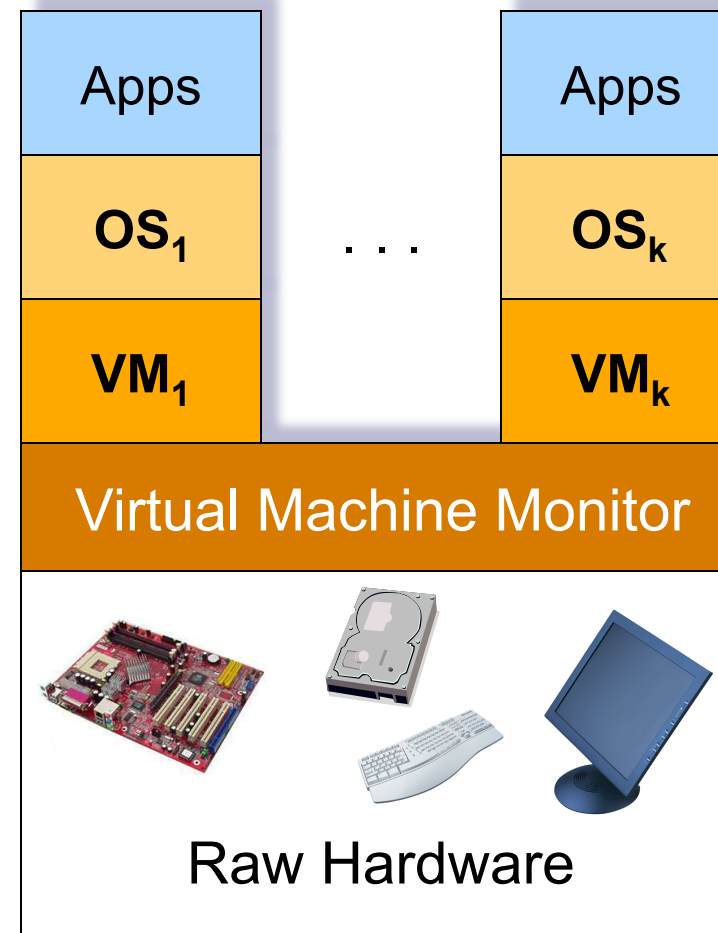 Apps Apps
OS₁ . . . OSₖ
VM₁ VMₖ
Virtual Machine Monitor
Raw Hardware